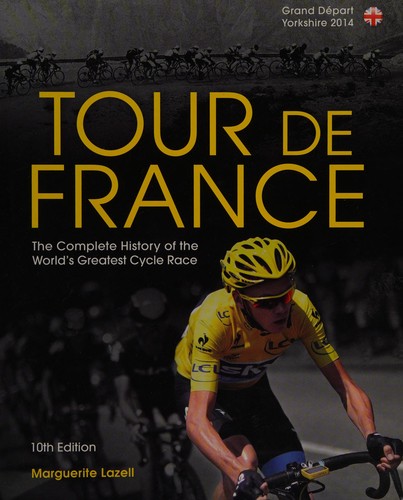 Grand Départ
Yorkshire 2014
TOUR DE
FRANCE
The Complete History of the
World's Greatest Cycle Race
LCL
10th Edition
Marguerite Lazell